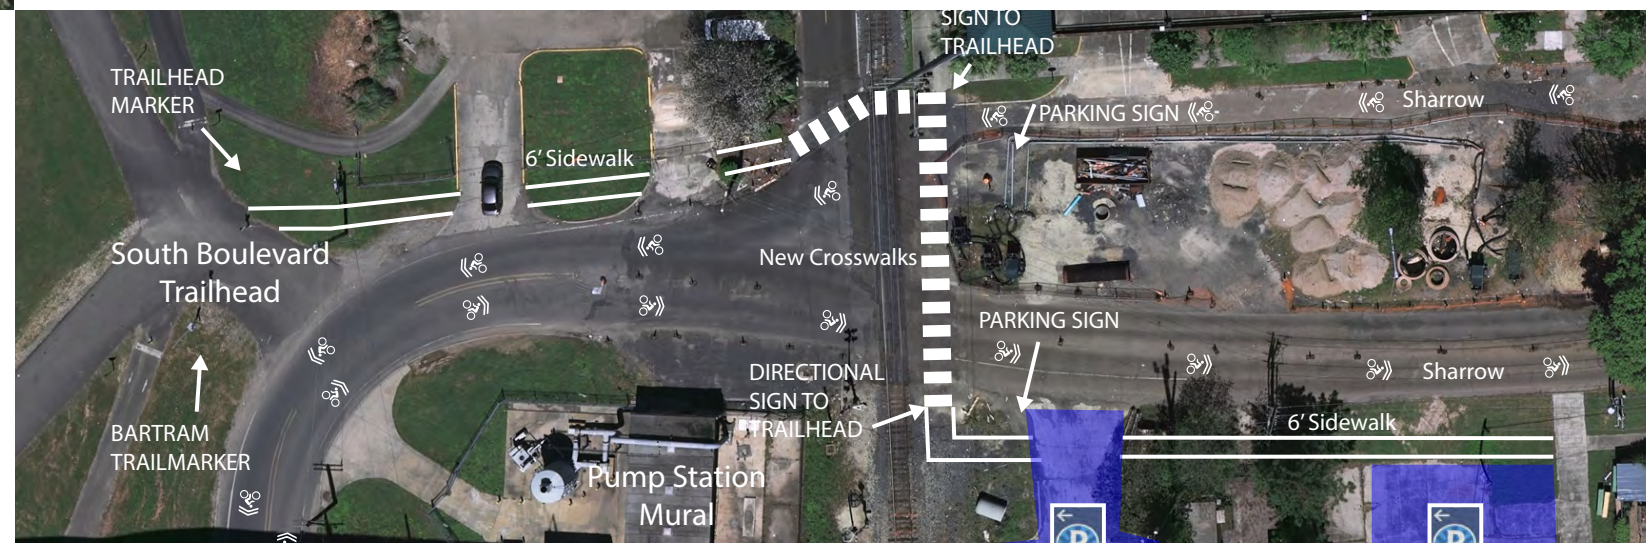 SIGN TO
TRAILHEAD
TRAILHEAD
MARKER
Sharrow
PARKING SIGN
6’ Sidewalk
South Boulevard
Trailhead
New Crosswalks
PARKING SIGN
DIRECTIONAL
SIGN TO
TRAILHEAD
Sharrow
6’ Sidewalk
BARTRAM
TRAILMARKER
Pump Station
Mural
P
P